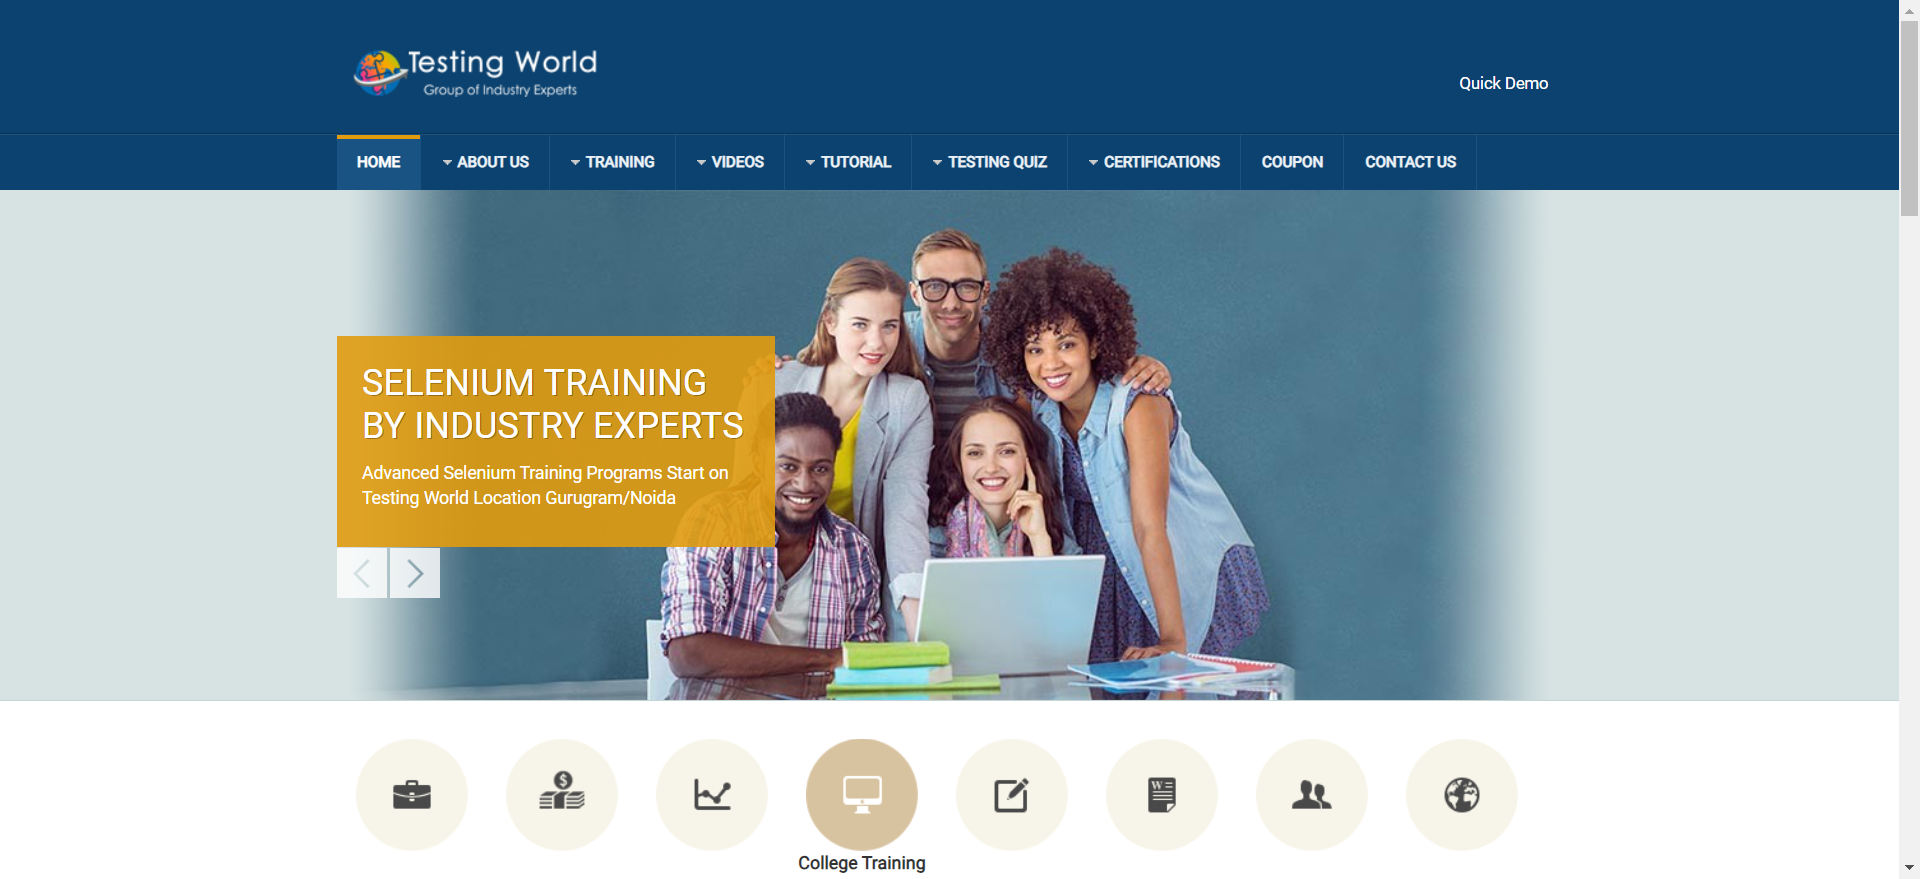 Testing World
Group of Industry Experts
Quick Demo
HOME
ABOUT US
TRAINING
VIDEOS
TUTORIAL
TESTING QUIZ
CERTIFICATIONS
COUPON
CONTACT US
SELENIUM TRAINING
BY INDUSTRY EXPERTS
Advanced Selenium Training Programs Start on
Testing World Location Gurugram/Noida
$
W
College Training